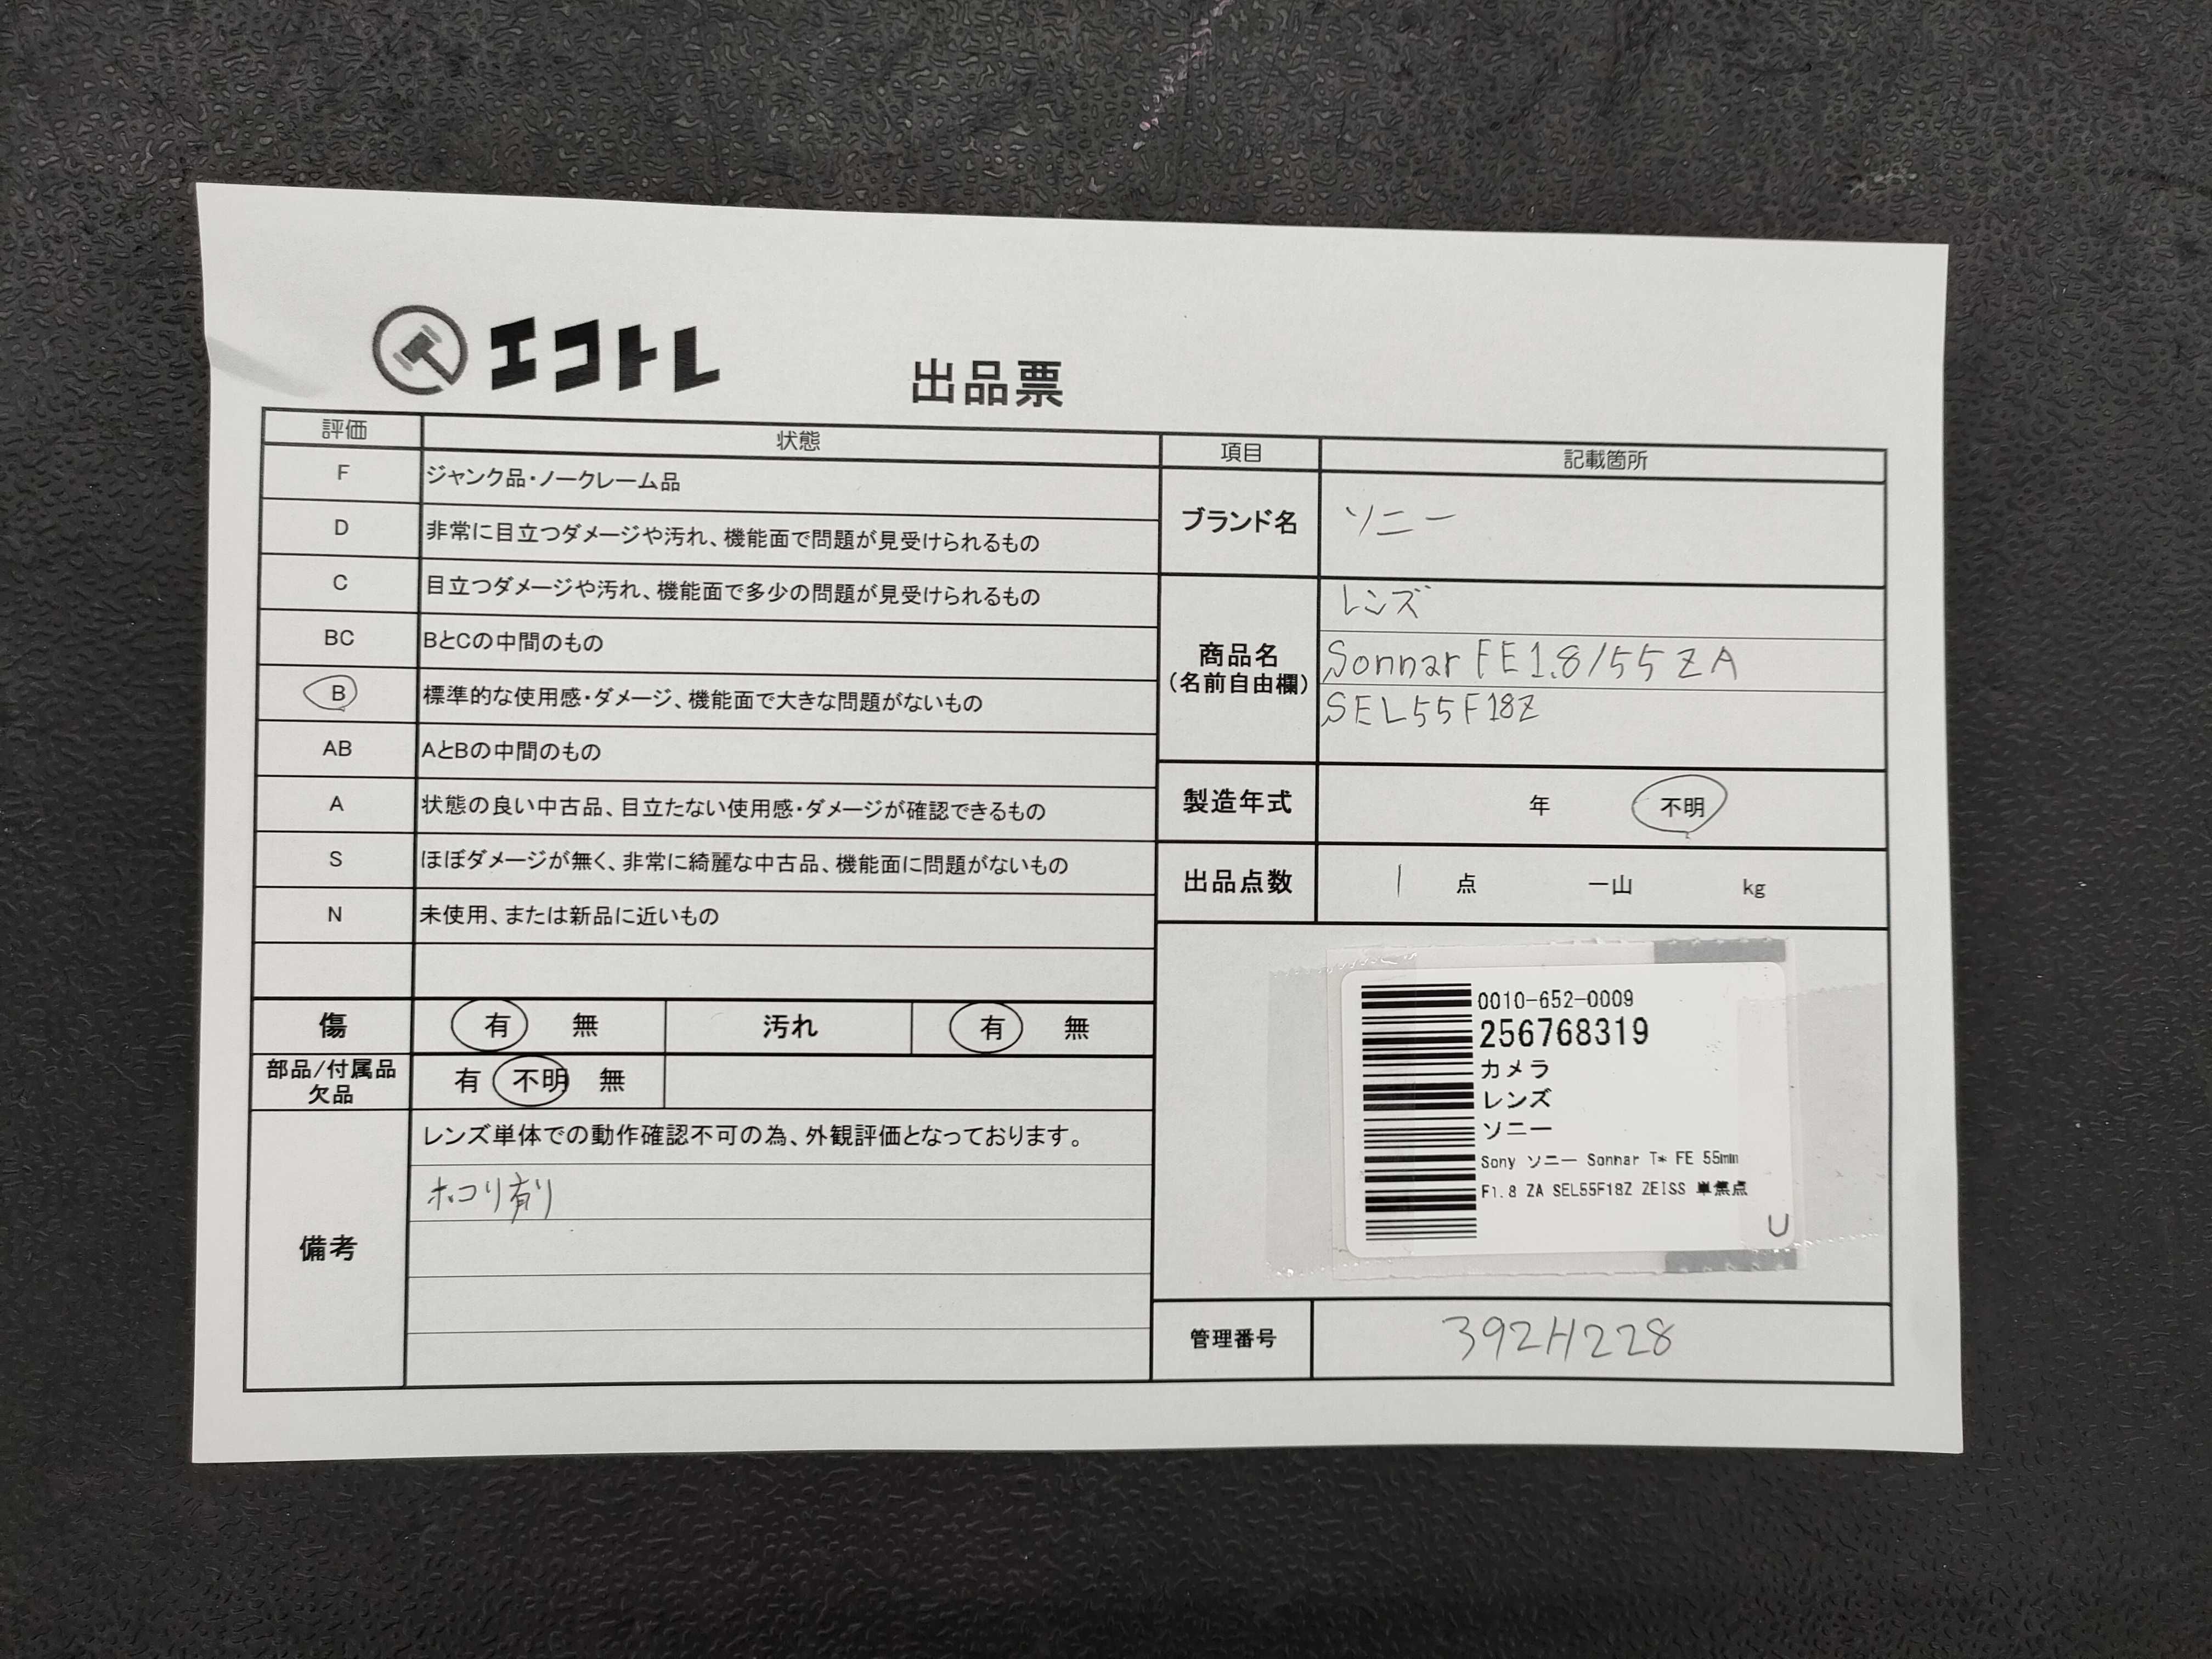 エコトレ
出品票
評価 状態
F ジャンク品・ノークレーム品
D 非常に目立つダメージや汚れ、機能面で問題が見受けられるもの
C 目立つダメージや汚れ、機能面で多少の問題が見受けられるもの
BC BとCの中間のもの
B 標準的な使用感・ダメージ、機能面で大きな問題がないもの
AB AとBの中間のもの
A 状態の良い中古品、目立たない使用感・ダメージが確認できるもの
S ほぼダメージが無く、非常に綺麗な中古品、機能面に問題がないもの
N 未使用、または新品に近いもの
傷 有 無 汚れ 有 無
部品/付属品
欠品
有 不明 無
備考
レンズ単体での動作確認不可の為、外観評価となっております。
ホコリ有り
項目 記載箇所
ブランド名 ソニー
商品名
(名前自由欄)
レンズ
Sonnar FE1.8/55 ZA
SEL55F18Z
製造年式 年 不明
出品点数 1 点 一山 kg
0010-652-0009
256768319
カメラ
レンズ
ソニー
Sony ソニー Sonnar T* FE 55mm
F1.8 ZA SEL55F18Z ZEISS 単焦点
U
管理番号 392H228